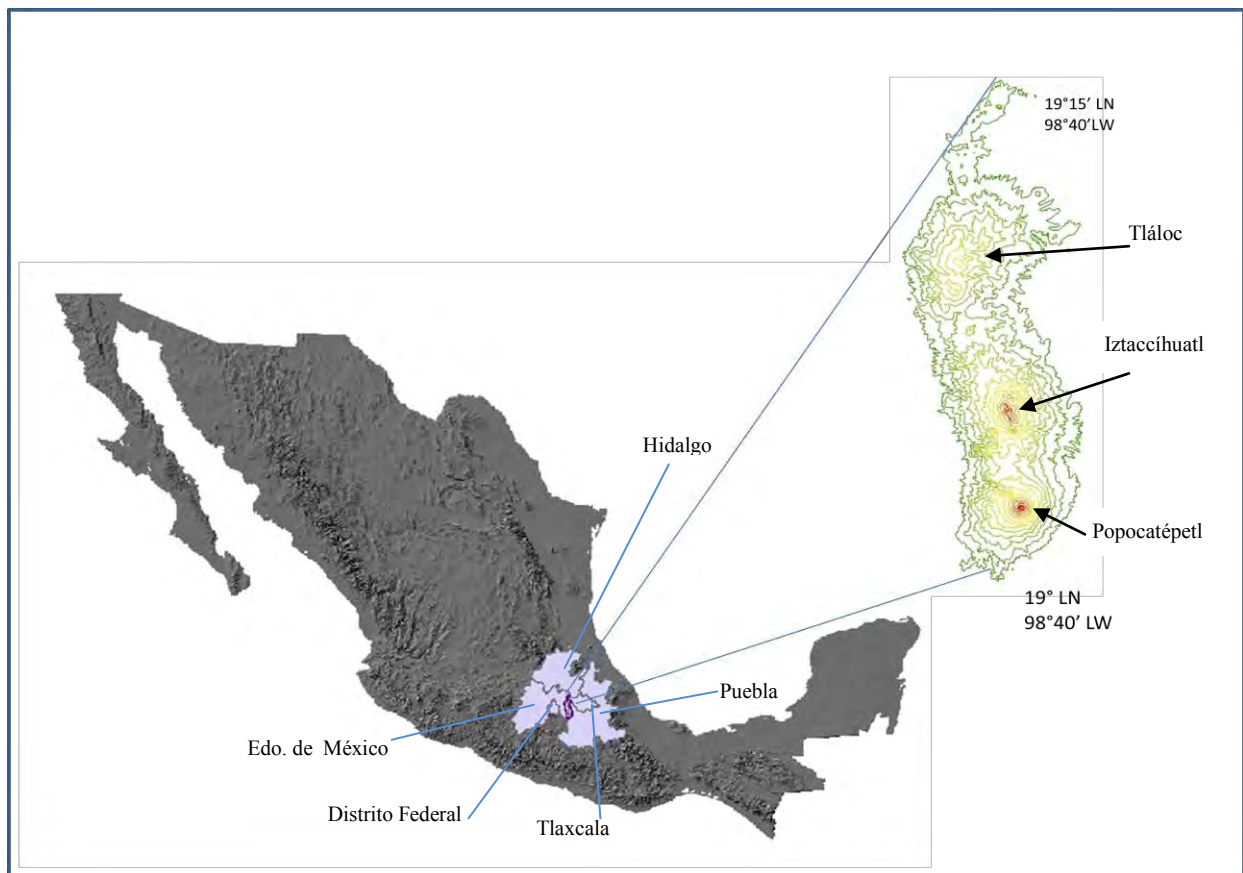 19°15’ LN
98°40’LW
Tláloc
Iztaccíhuatl
Hidalgo
Popocatépetl
19° LN
98°40’ LW
Puebla
Edo. de México
Distrito Federal
Tlaxcala